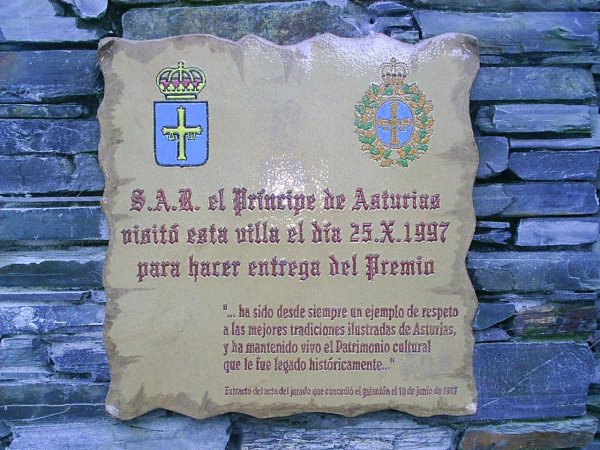 S.A.R. el Príncipe de Asturias
visitó esta villa el día 25.X.1997
para hacer entrega del Premio
"... ha sido desde siempre un ejemplo de respeto
a las mejores tradiciones ilustradas de Asturias,
y ha mantenido vivo el Patrimonio cultural
que le fue legado históricamente..."
Extracto del acta del jurado que concedió el galardón el 10 de junio de 1997